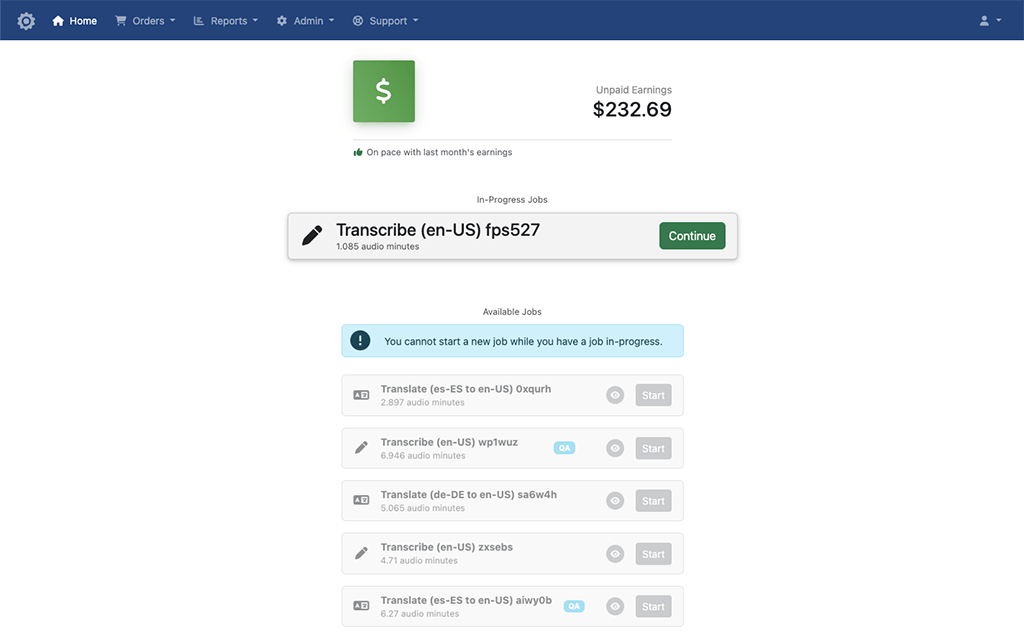 Home Orders Reports Admin Support
$
Unpaid Earnings
$232.69
On pace with last month's earnings
In-Progress Jobs
Transcribe (en-US) fps527
1.085 audio minutes
Continue
Available Jobs
! You cannot start a new job while you have a job in-progress.
Translate (es-ES to en-US) 0xqurh
2.897 audio minutes
Start
Transcribe (en-US) wp1wuz
6.946 audio minutes
QA
Start
Translate (de-DE to en-US) sa6w4h
5.065 audio minutes
Start
Transcribe (en-US) zxsebs
4.71 audio minutes
Start
Translate (es-ES to en-US) aiwy0b
6.27 audio minutes
QA
Start